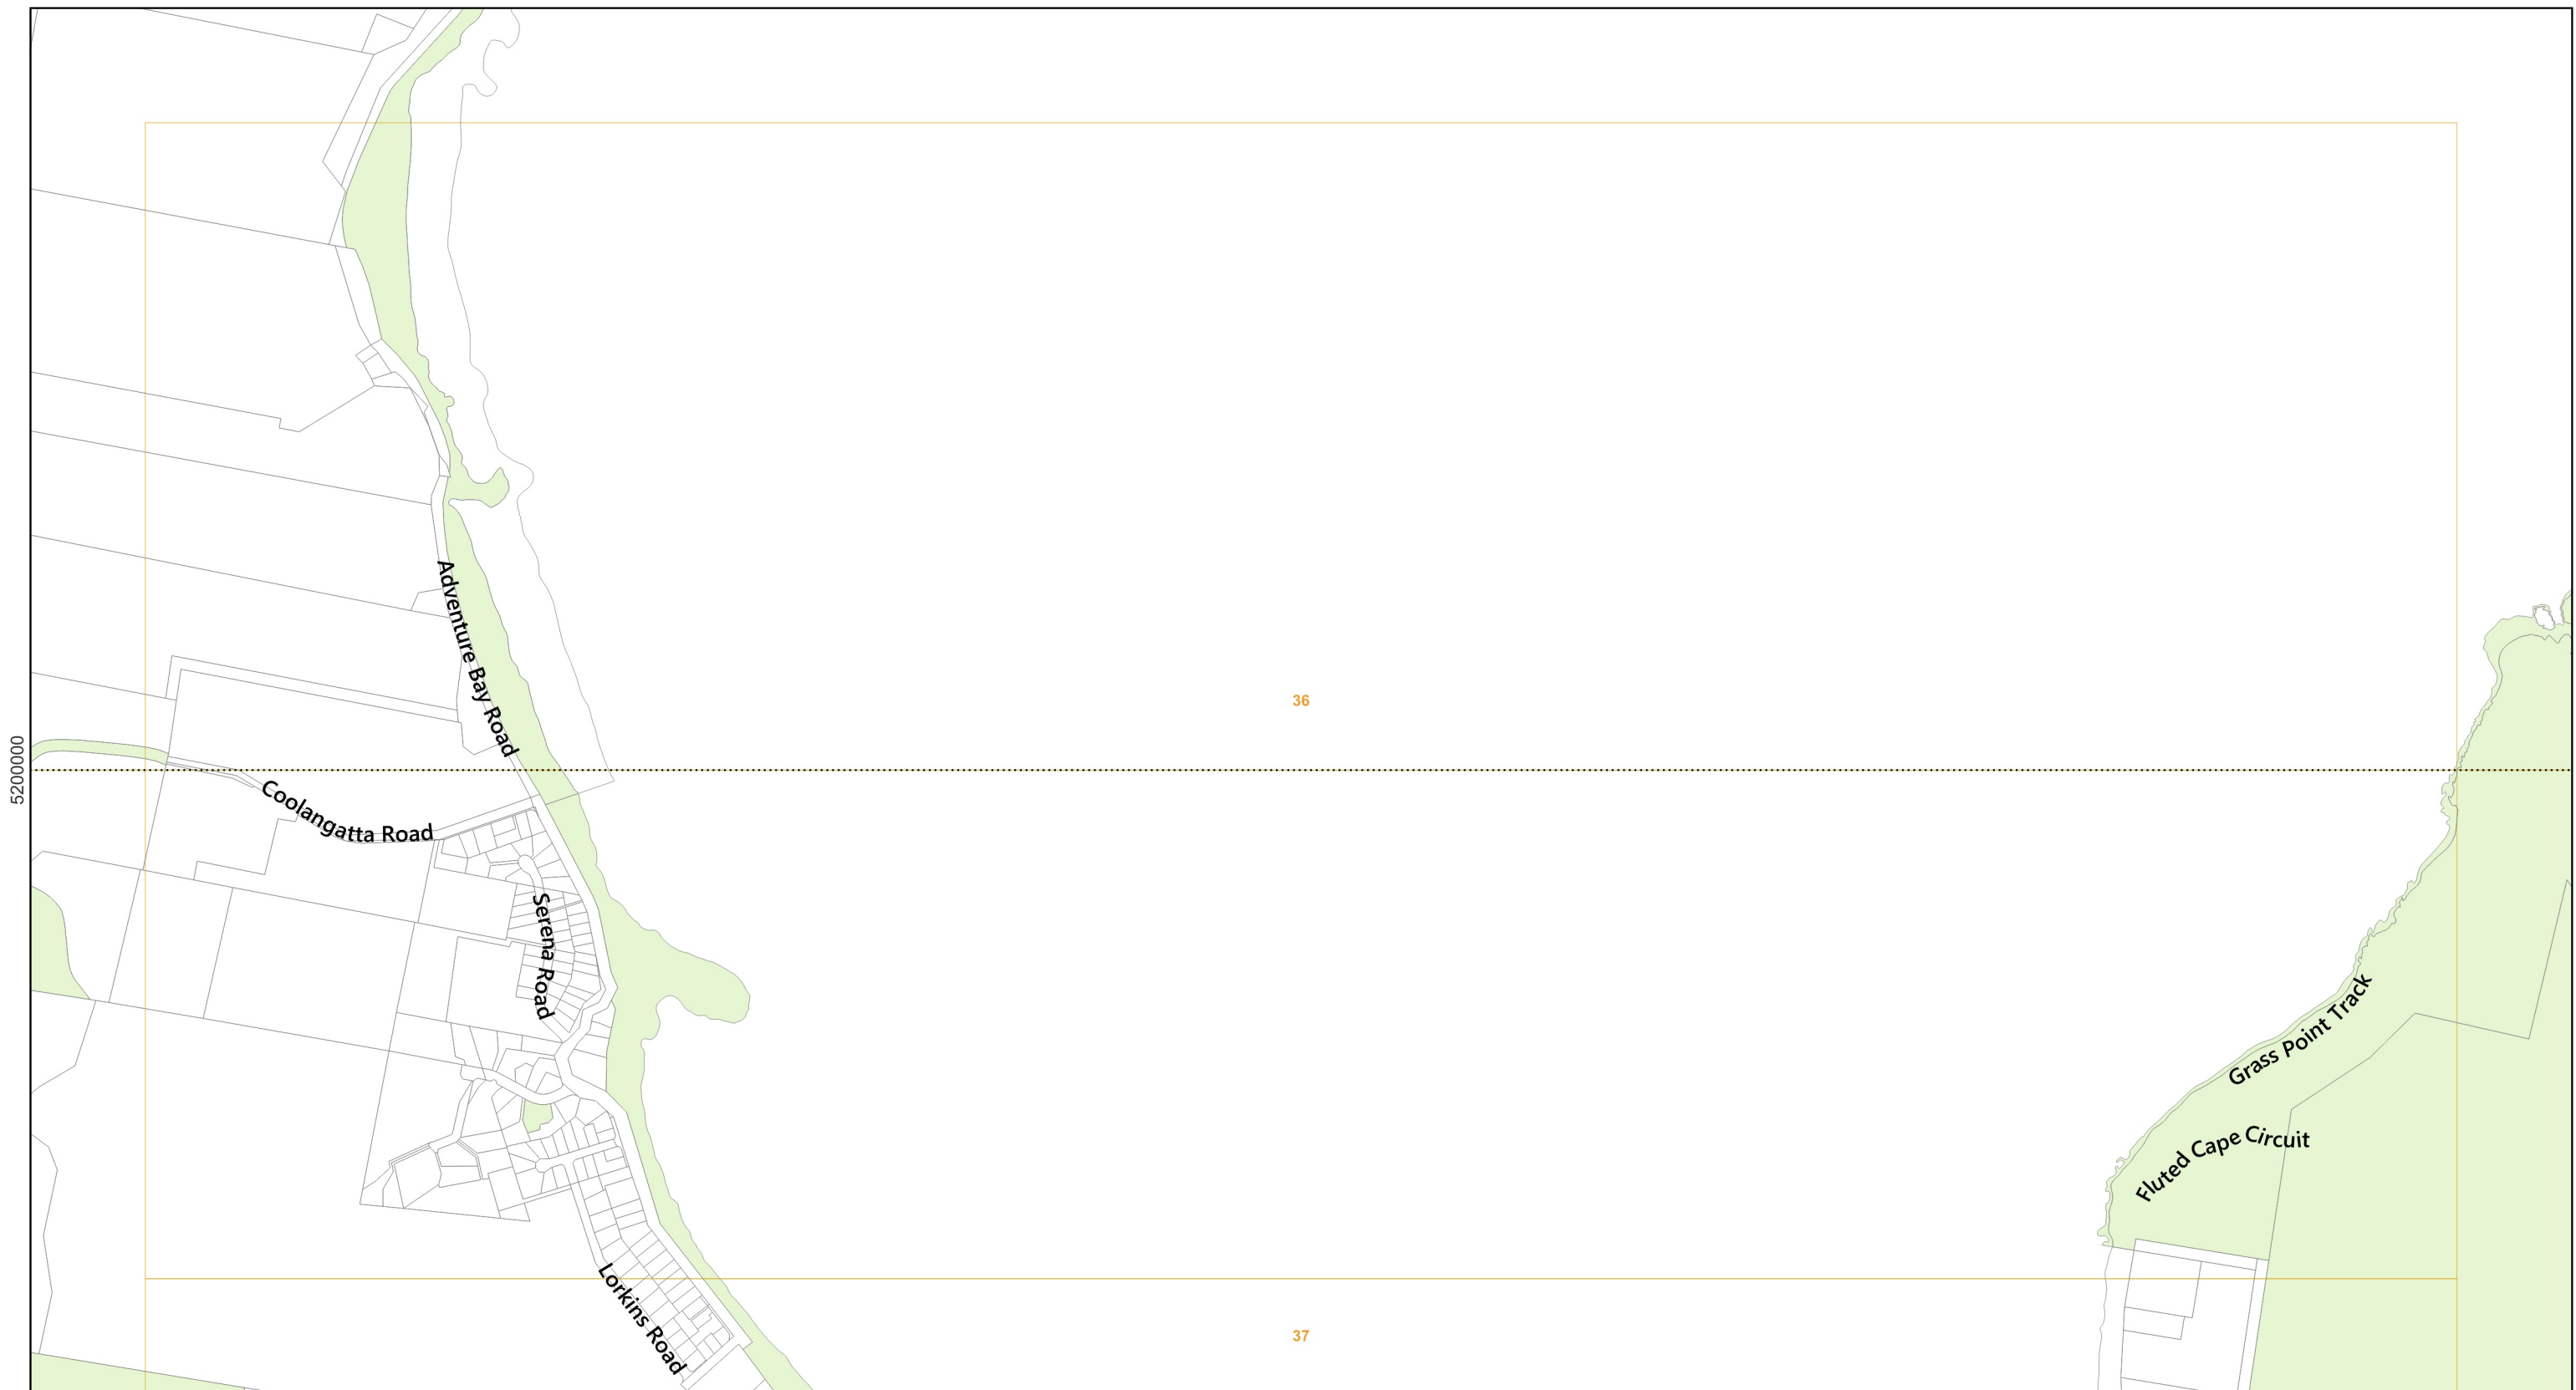 Adventure Bay Road
36
5200000
Coolangatta Road
Serena Road
Grass Point Track
Fluted Cape Circuit
Lorkins Road
37